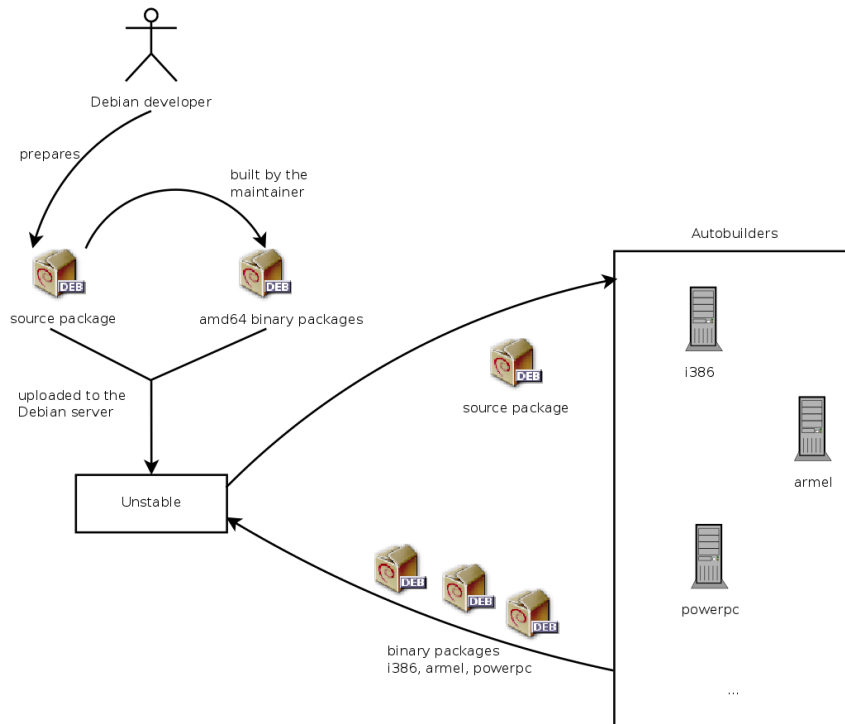 Debian developer
prepares
built by the
maintainer
DEB
DEB
source package
amd64 binary packages
uploaded to the
Debian server
Unstable
Autobuilders
i386
DEB
source package
armel
powerpc
DEB
DEB
DEB
binary packages
i386, armel, powerpc
...